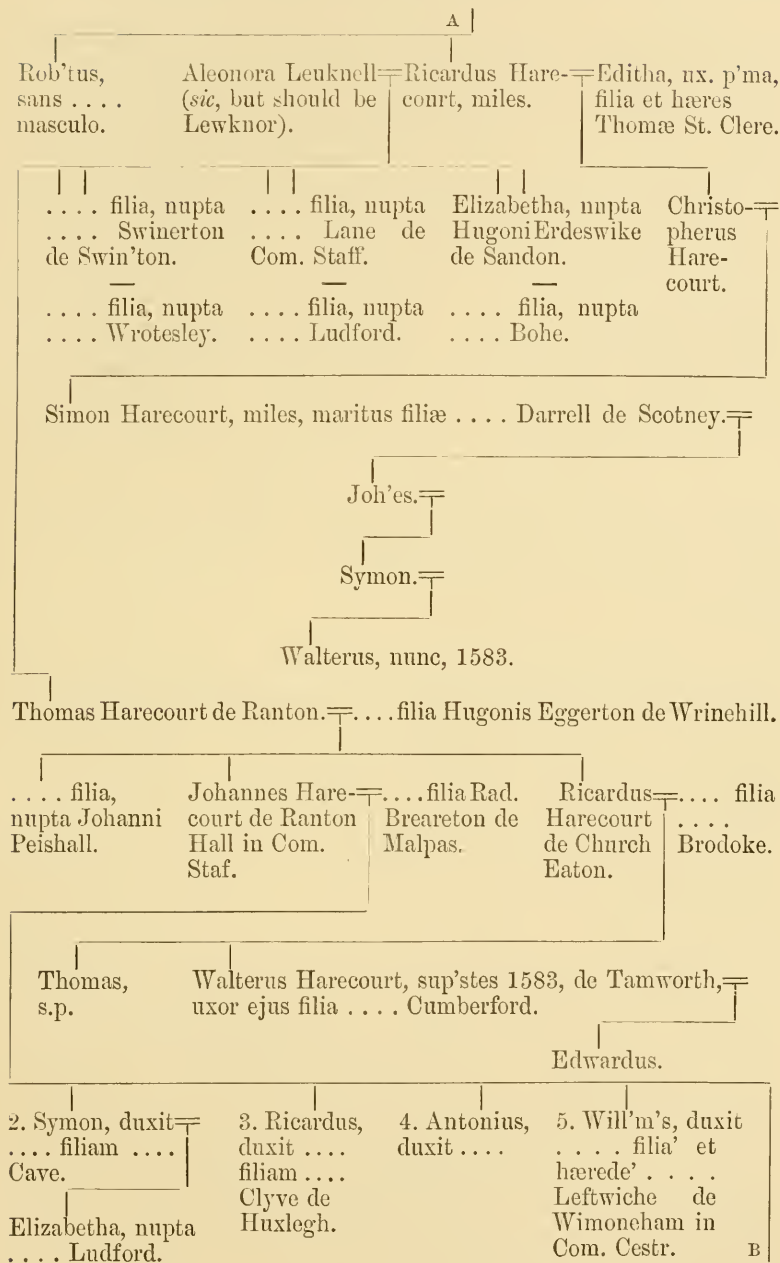 A
Rob'tus,
sans . . . .
masculo.
Aleonora Leuknell
(sic, but should be
Lewknor).
Ricardus Hare-
court, miles.
Editha, ux. p'ma,
filia et hæres
Thomæ St. Clere.
. . . . filia, nupta
. . . . Swinerton
de Swin'ton.
. . . . filia, nupta
. . . . Lane de
Com. Staff.
Elizabetha, nupta
Hugoni Erdeswike
de Sandon.
Christo-
pherus
Hare-
court.
. . . . filia, nupta
. . . . Wrotesley.
. . . . filia, nupta
. . . . Ludford.
. . . . filia, nupta
. . . . Bohe.
Simon Harecourt, miles, maritus filiæ . . . . Darrell de Scotney.
Joh'es.
Symon.
Walterus, nunc, 1583.
Thomas Harecourt de Ranton. . . . . filia Hugonis Eggerton de Wrinehill.
. . . . filia,
nupta Johanni
Peishall.
Johannes Hare-
court de Ranton
Hall in Com.
Staf.
. . . . filia Rad.
Breareton de
Malpas.
Ricardus
Harecourt
de Church
Eaton.
. . . . filia
. . . .
Brodoke.
Thomas,
s.p.
Walterus Harecourt, sup'stes 1583, de Tamworth,
uxor ejus filia . . . . Cumberford.
Edwardus.
2. Symon, duxit
. . . . filiam . . . .
Cave.
Elizabetha, nupta
. . . . Ludford.
3. Ricardus,
duxit . . . .
filiam . . . .
Clyve de
Huxlegh.
4. Antonius,
duxit . . . .
5. Will'm's, duxit
. . . . filia' et
hærede' . . . .
Leftwiche de
Wimoneham in
Com. Cestr.
B